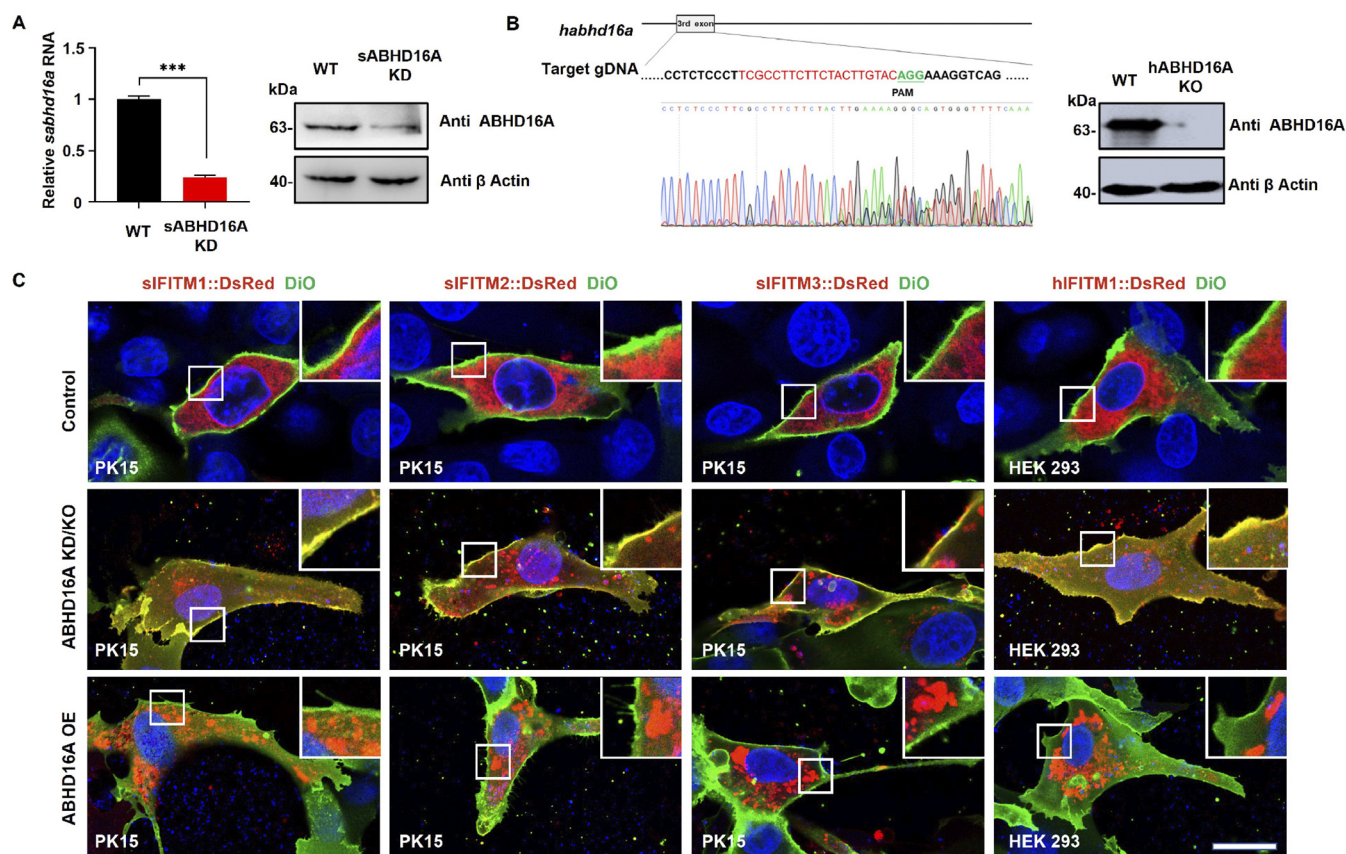 A
Relative sabhd16a RNA
1.5
1
0.5
0
***
WT
sABHD16A
KD
WT
sABHD16A
KD
kDa
63-
Anti ABHD16A
40-
Anti β Actin
B
habhd16a
3rd exon
Target gDNA
......CCTCTCCCTTCGCCTTCTTCTACTTGTACAGGAAAGGTCAG ......
PAM
CCTCTCCCTTCGCCTTCTTCTACTTGAAAAGGGCAGTGGGTTTTCAAA
WT
hABHD16A
KO
kDa
63-
Anti ABHD16A
40-
Anti β Actin
C
sIFITM1::DsRed DiO
sIFITM2::DsRed DiO
sIFITM3::DsRed DiO
hIFITM1::DsRed DiO
Control
PK15
PK15
PK15
HEK 293
ABHD16A KD/KO
PK15
PK15
PK15
HEK 293
ABHD16A OE
PK15
PK15
PK15
HEK 293